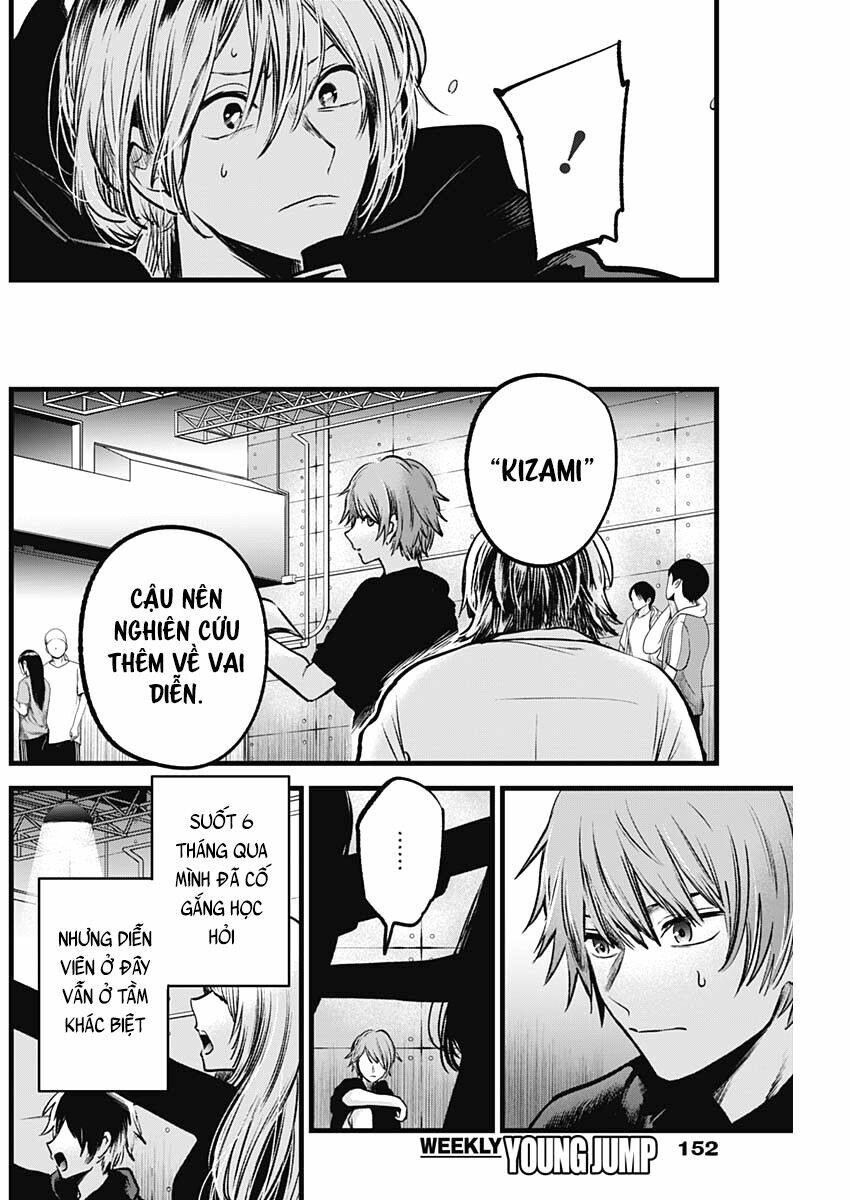 !
"KIZAMI"
CẬU NÊN
NGHIÊN CỨU
THÊM VỀ VAI
DIỄN.
.......
SUỐT 6
THÁNG QUA
MÌNH ĐÃ CỐ
GẮNG HỌC
HỎI
NHƯNG DIỄN
VIÊN Ở ĐÂY
VẪN Ở TẦM
KHÁC BIỆT
WEEKLY YOUNG JUMP 152